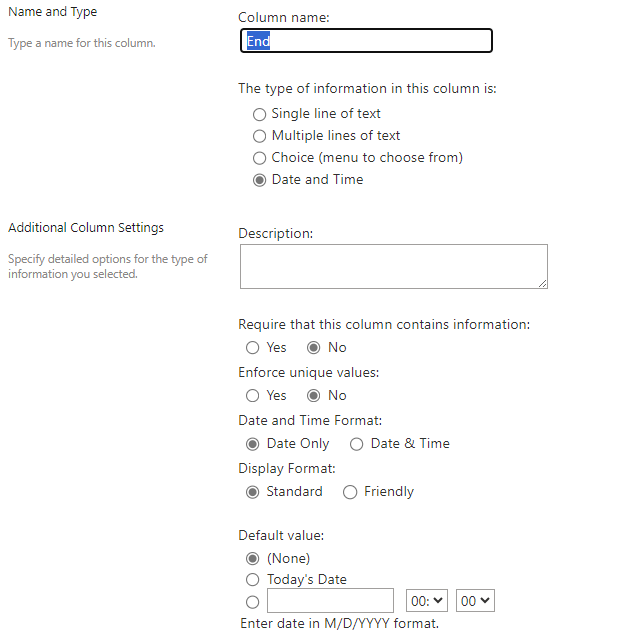 Name and Type
Type a name for this column.
Column name:
End
The type of information in this column is:
Single line of text
Multiple lines of text
Choice (menu to choose from)
Date and Time
Additional Column Settings
Specify detailed options for the type of
information you selected.
Description:
Require that this column contains information:
Yes No
Enforce unique values:
Yes No
Date and Time Format:
Date Only Date & Time
Display Format:
Standard Friendly
Default value:
(None)
Today's Date
00: 00
Enter date in M/D/YYYY format.